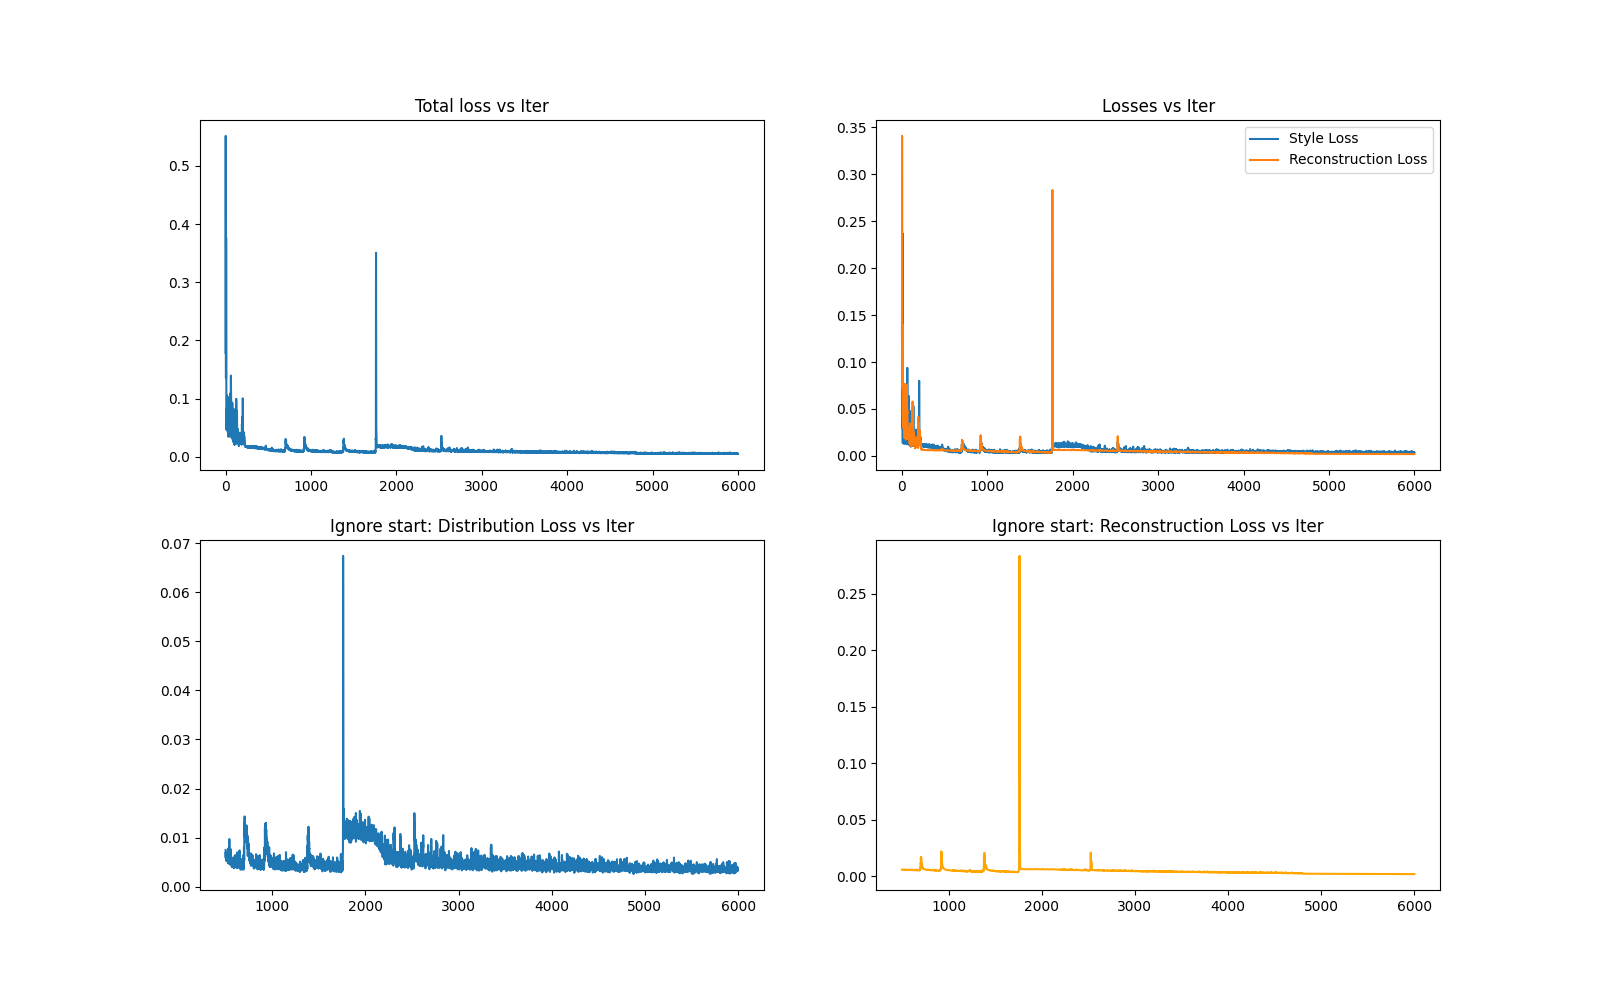 Total loss vs Iter
0.5
0.4
0.3
0.2
0.1
0.0
0 1000 2000 3000 4000 5000 6000
Losses vs Iter
Style Loss
Reconstruction Loss
0.35
0.30
0.25
0.20
0.15
0.10
0.05
0.00
0 1000 2000 3000 4000 5000 6000
Ignore start: Distribution Loss vs Iter
0.07
0.06
0.05
0.04
0.03
0.02
0.01
0.00
1000 2000 3000 4000 5000 6000
Ignore start: Reconstruction Loss vs Iter
0.25
0.20
0.15
0.10
0.05
0.00
1000 2000 3000 4000 5000 6000